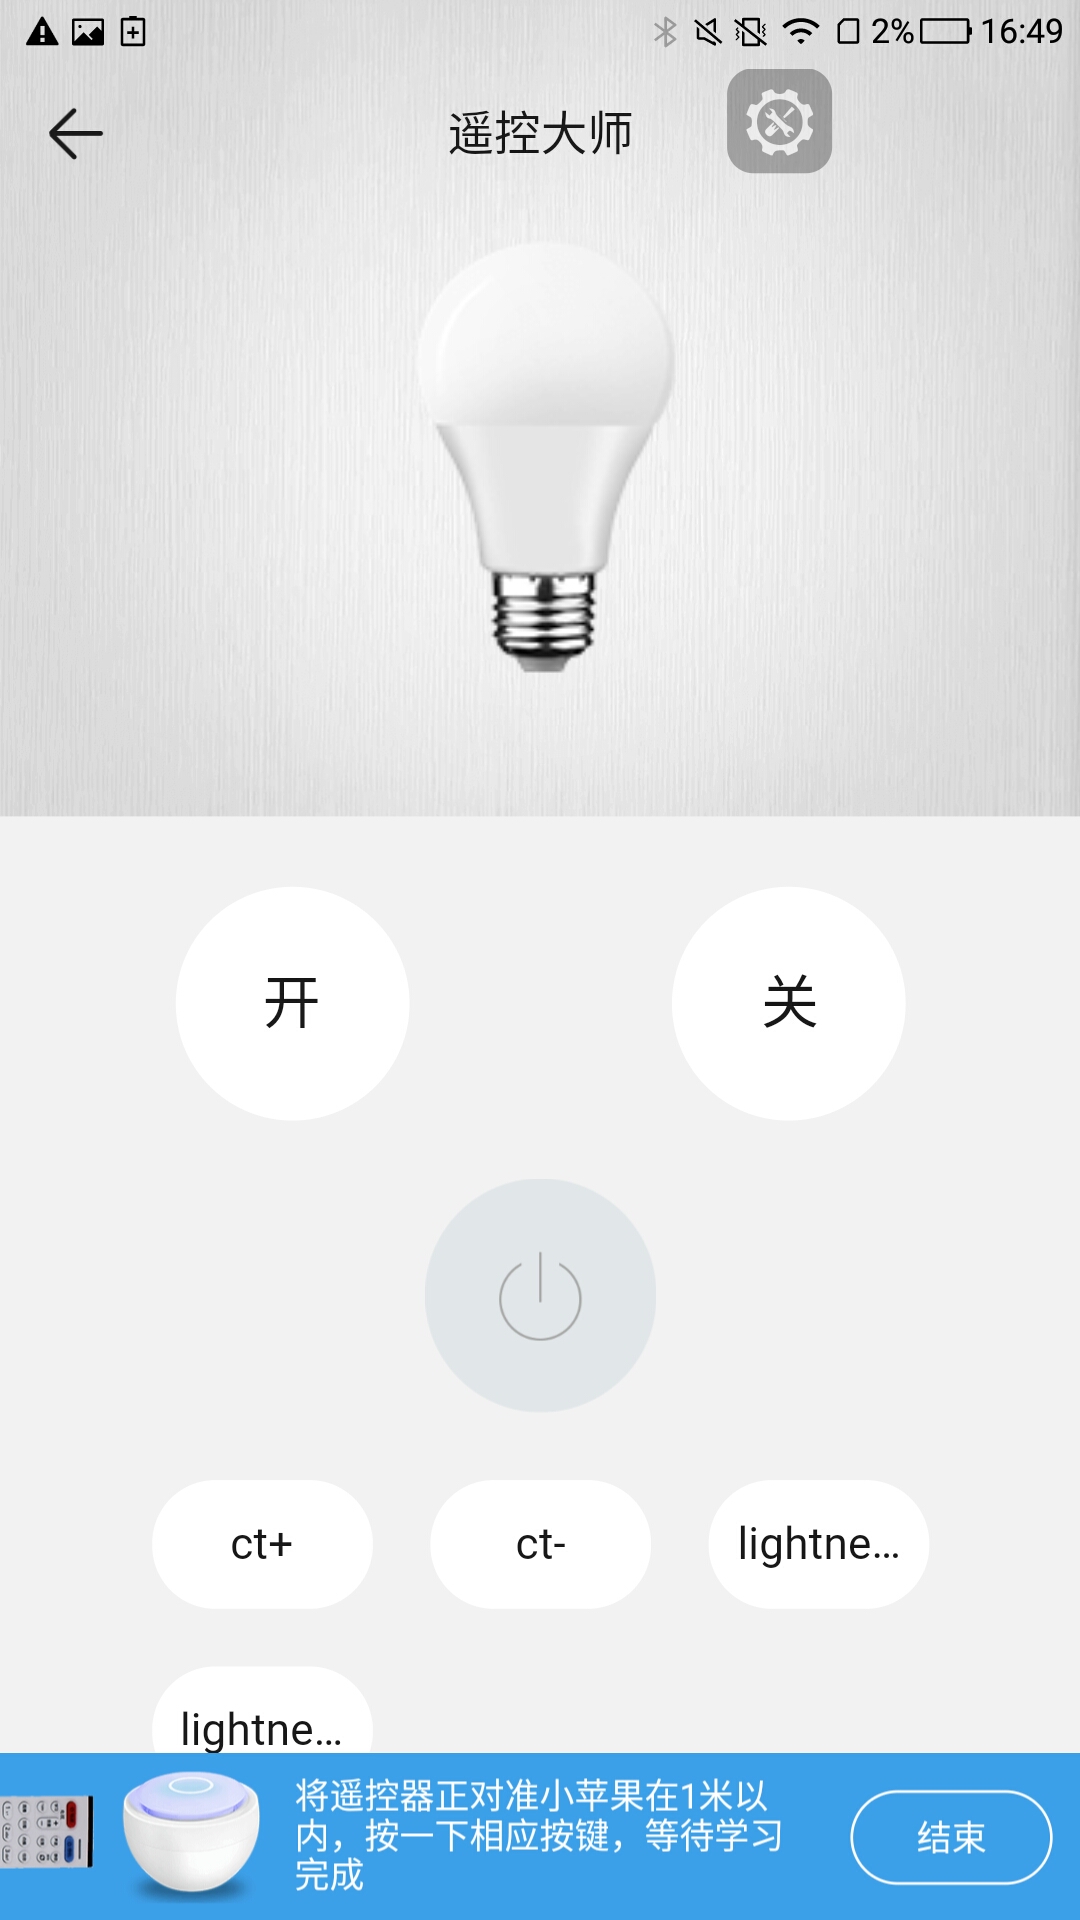 2% 16:49
遥控大师
开
关
ct+
ct-
lightne...
lightne...
将遥控器正对准小苹果在1米以
内，按一下相应按键，等待学习
完成
结束